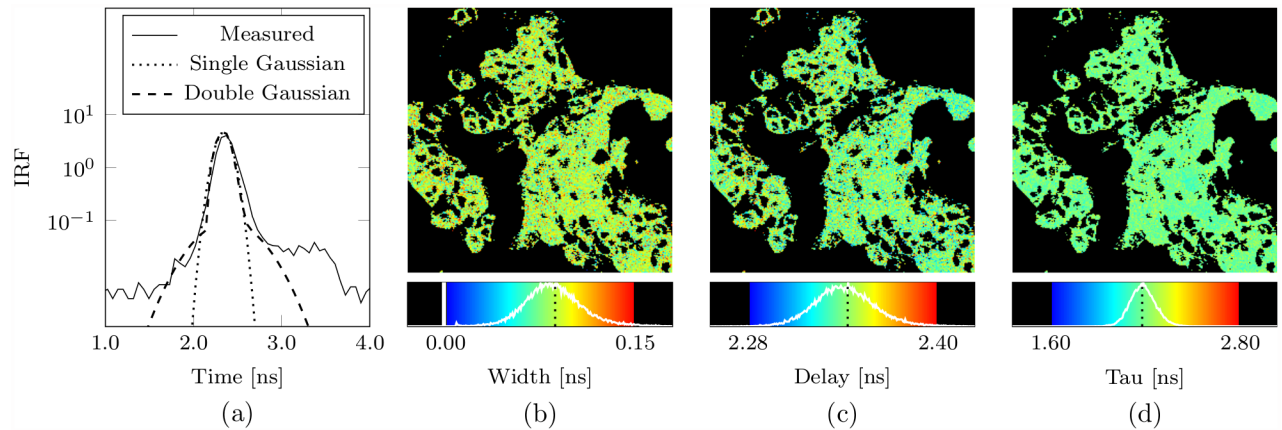 Measured
Single Gaussian
Double Gaussian
10^1
10^0
10^−1
IRF
1.0 2.0 3.0 4.0
Time [ns]
(a)
0.00 0.15
Width [ns]
(b)
2.28 2.40
Delay [ns]
(c)
1.60 2.80
Tau [ns]
(d)